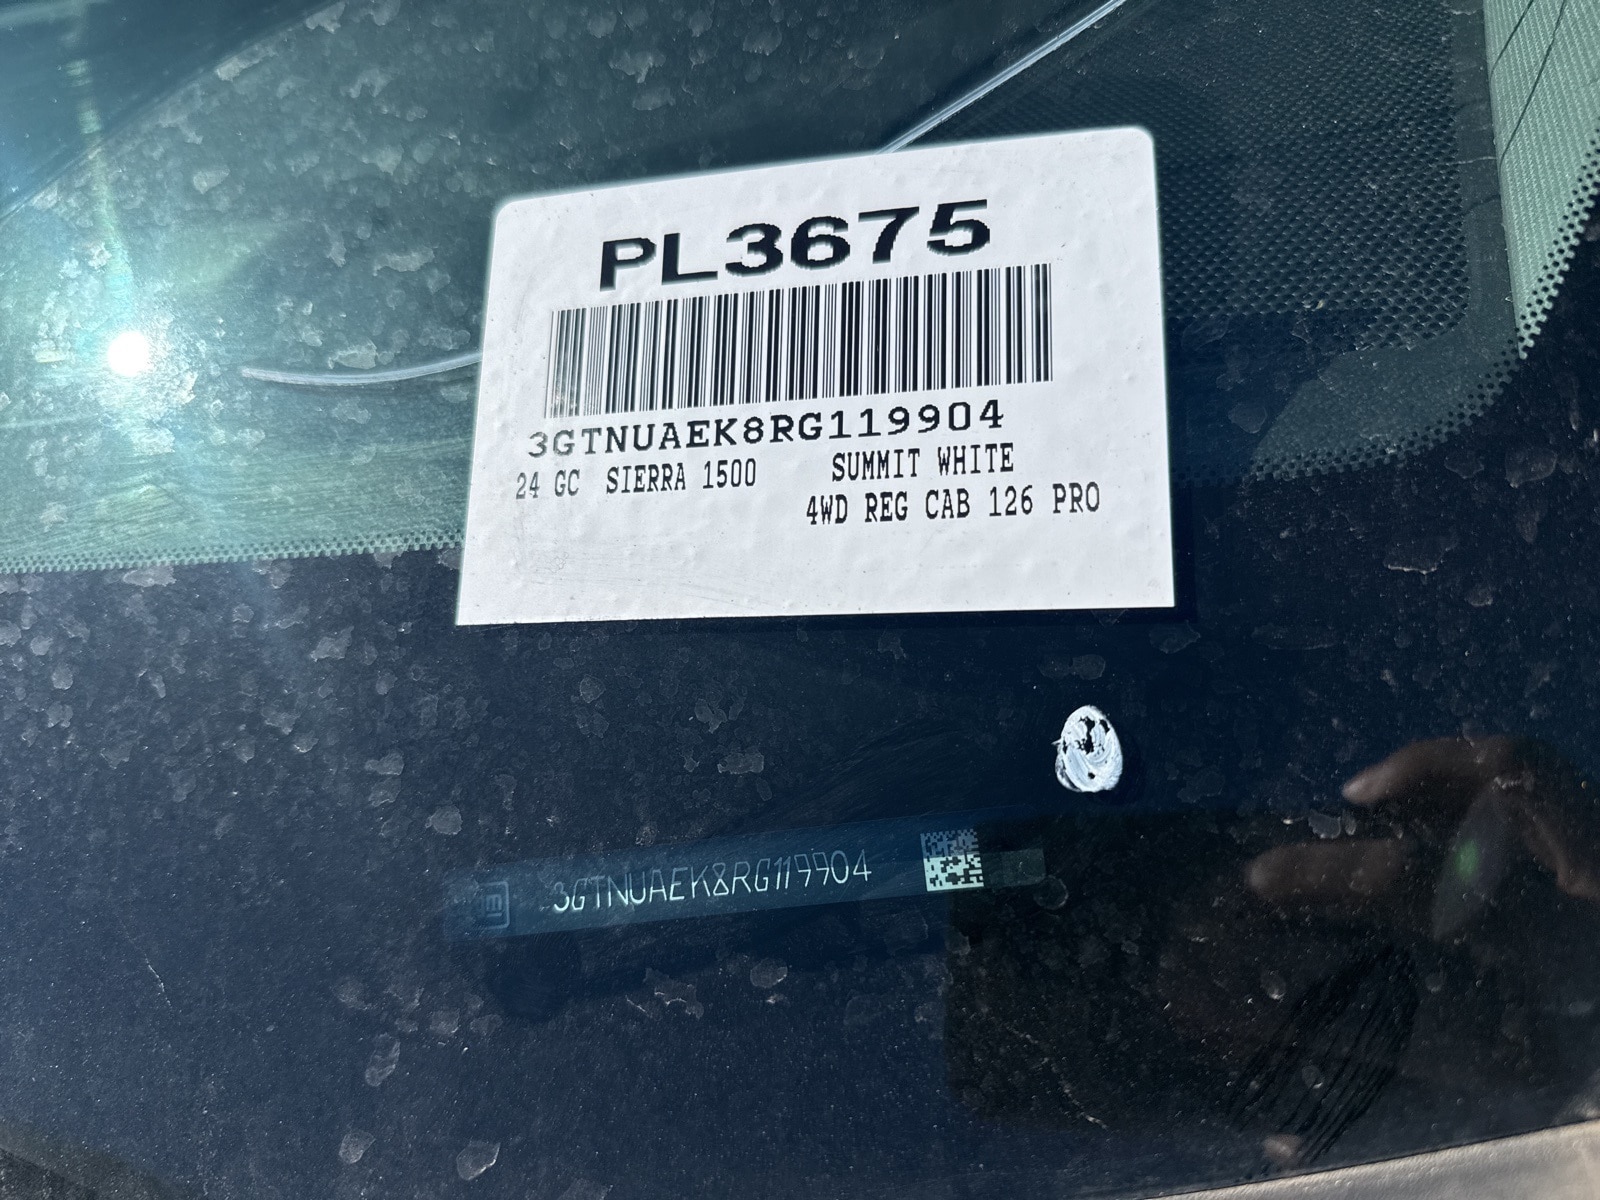 PL3675
3GTNUAEK8RG119904
24 GC SIERRA 1500 SUMMIT WHITE
4WD REG CAB 126 PRO
3GTNUAEK8RG119904